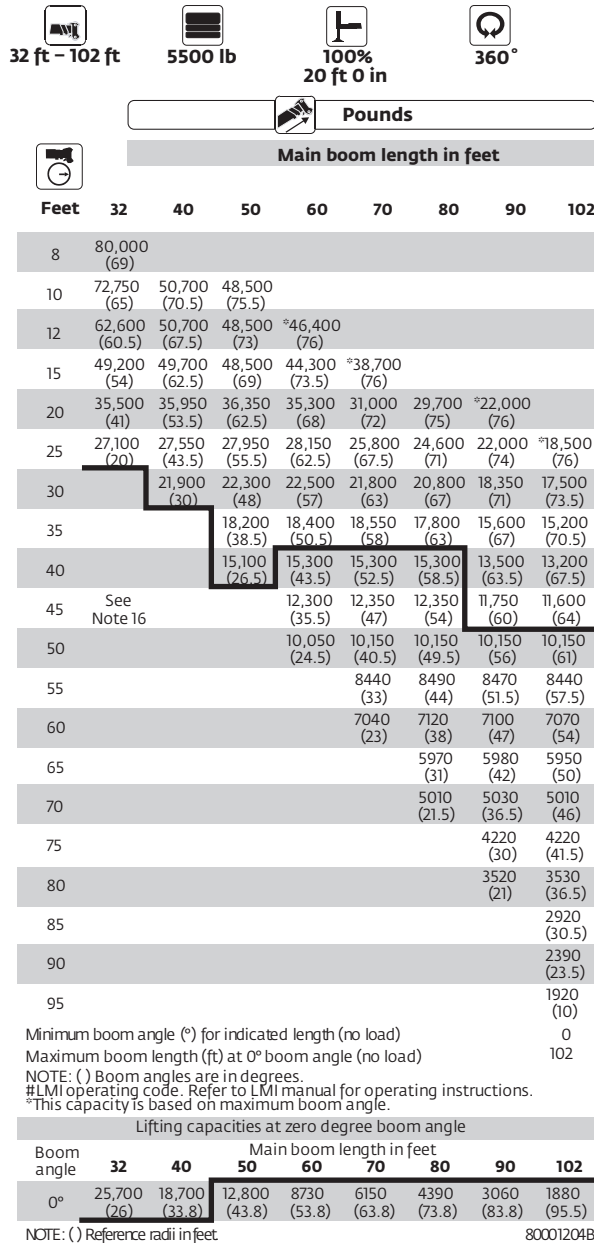 32 ft – 102 ft 5500 lb 100% 360°
20 ft 0 in
Pounds
Main boom length in feet
Feet 32 40 50 60 70 80 90 102
8 80,000
(69)
10 72,750 50,700 48,500
(65) (70.5) (75.5)
12 62,600 50,700 48,500 *46,400
(60.5) (67.5) (73) (76)
15 49,200 49,700 48,500 44,300 *38,700
(54) (62.5) (69) (73.5) (76)
20 35,500 35,950 36,350 35,300 31,000 29,700 *22,000
(41) (53.5) (62.5) (68) (72) (75) (76)
25 27,100 27,550 27,950 28,150 25,800 24,600 22,000 *18,500
(20) (43.5) (55.5) (62.5) (67.5) (71) (74) (76)
30 21,900 22,300 22,500 21,800 20,800 18,350 17,500
(30) (48) (57) (63) (67) (71) (73.5)
35 18,200 18,400 18,550 17,800 15,600 15,200
(38.5) (50.5) (58) (63) (67) (70.5)
40 15,100 15,300 15,300 15,300 13,500 13,200
(26.5) (43.5) (52.5) (58.5) (63.5) (67.5)
45 See 12,300 12,350 12,350 11,750 11,600
Note 16 (35.5) (47) (54) (60) (64)
50 10,050 10,150 10,150 10,150 10,150
(24.5) (40.5) (49.5) (56) (61)
55 8440 8490 8470 8440
(33) (44) (51.5) (57.5)
60 7040 7120 7100 7070
(23) (38) (47) (54)
65 5970 5980 5950
(31) (42) (50)
70 5010 5030 5010
(21.5) (36.5) (46)
75 4220 4220
(30) (41.5)
80 3520 3530
(21) (36.5)
85 2920
(30.5)
90 2390
(23.5)
95 1920
(10)
Minimum boom angle (°) for indicated length (no load) 0
Maximum boom length (ft) at 0° boom angle (no load) 102
NOTE: ( ) Boom angles are in degrees.
#LMI operating code. Refer to LMI manual for operating instructions.
*This capacity is based on maximum boom angle.
Lifting capacities at zero degree boom angle
Boom angle Main boom length in feet
32 40 50 60 70 80 90 102
0° 25,700 18,700 12,800 8730 6150 4390 3060 1880
(26) (33.8) (43.8) (53.8) (63.8) (73.8) (83.8) (95.5)
NOTE: ( ) Reference radii in feet. 80001204B